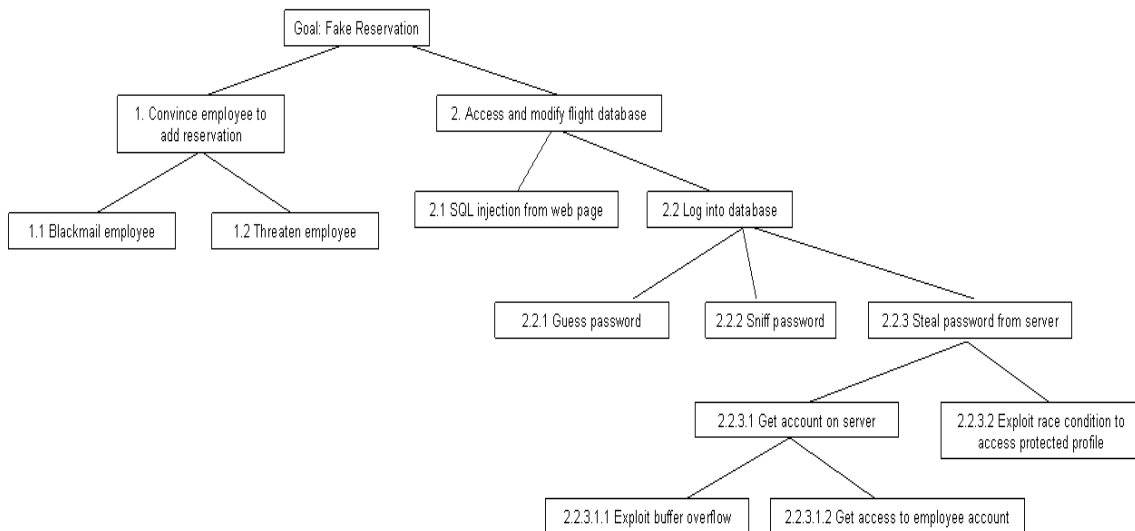 Goal: Fake Reservation
1. Convince employee to
add reservation
2. Access and modify flight database
1.1 Blackmail employee
1.2 Threaten employee
2.1 SQL injection from web page
2.2 Log into database
2.2.1 Guess password
2.2.2 Sniff password
2.2.3 Steal password from server
2.2.3.1 Get account on server
2.2.3.2 Exploit race condition to
access protected profile
2.2.3.1.1 Exploit buffer overflow
2.2.3.1.2 Get access to employee account